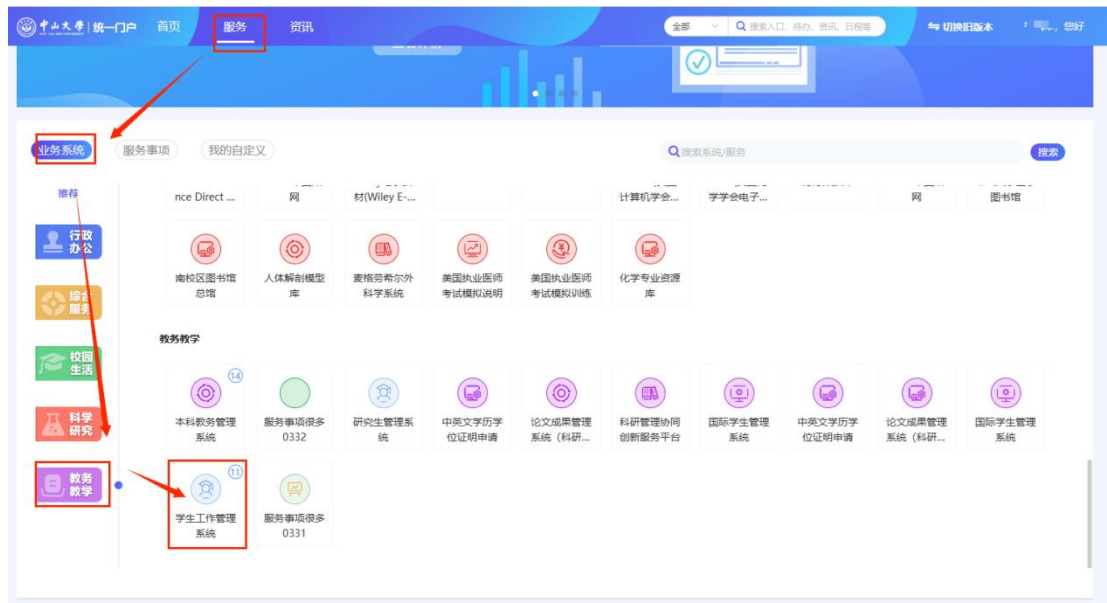 中山大學 | 统一门户 首页 服务 资讯 全部 搜索入口、待办、资讯、日程等 切换旧版本 您好
业务系统 服务事项 我的自定义 搜索系统/服务 搜索
推荐
nce Direct ... 网 材(Wiley E-... 计算机学会... 学学会电子... 网 图书馆
行政
办公
南校区图书馆
总馆
人体解剖模型
库
麦格劳希尔外
科学系统
美国执业医师
考试模拟说明
美国执业医师
考试模拟训练
化学专业资源
库
综合
服务
教务教学
校园
生活
14
本科教务管理
系统
服务事项很多
0332
研究生管理系
统
中英文学历学
位证明申请
论文成果管理
系统（科研...
科研管理协同
创新服务平台
国际学生管理
系统
中英文学历学
位证明申请
论文成果管理
系统（科研...
国际学生管理
系统
科学
研究
教务
教学
11
学生工作管理
系统
服务事项很多
0331